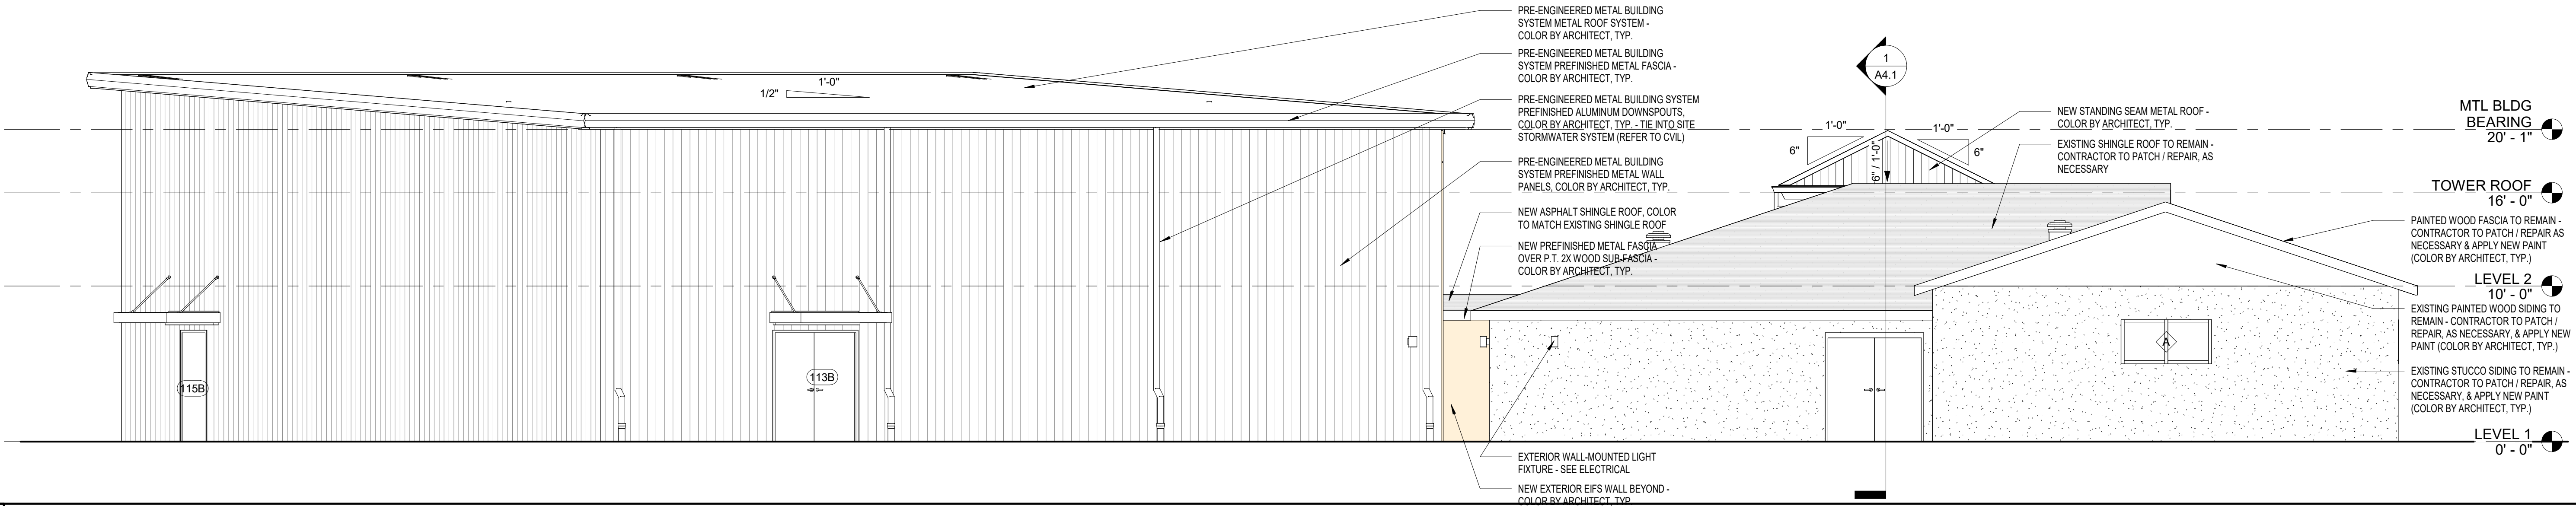 PRE-ENGINEERED METAL BUILDING
SYSTEM METAL ROOF SYSTEM -
COLOR BY ARCHITECT, TYP.
PRE-ENGINEERED METAL BUILDING
SYSTEM PREFINISHED METAL FASCIA -
COLOR BY ARCHITECT, TYP.
PRE-ENGINEERED METAL BUILDING SYSTEM
PREFINISHED ALUMINUM DOWNSPOUTS,
COLOR BY ARCHITECT, TYP. - TIE INTO SITE
STORMWATER SYSTEM (REFER TO CVIL)
PRE-ENGINEERED METAL BUILDING
SYSTEM PREFINISHED METAL WALL
PANELS, COLOR BY ARCHITECT, TYP.
NEW ASPHALT SHINGLE ROOF, COLOR
TO MATCH EXISTING SHINGLE ROOF
NEW PREFINISHED METAL FASCIA
OVER P.T. 2X WOOD SUB-FASCIA -
COLOR BY ARCHITECT, TYP.
EXTERIOR WALL-MOUNTED LIGHT
FIXTURE - SEE ELECTRICAL
NEW EXTERIOR EIFS WALL BEYOND -
COLOR BY ARCHITECT, TYP.
1'-0"
1/2"
115B
113B
1
A4.1
1'-0"
6"
1'-0"
6"
6" / 1'-0"
NEW STANDING SEAM METAL ROOF -
COLOR BY ARCHITECT, TYP.
EXISTING SHINGLE ROOF TO REMAIN -
CONTRACTOR TO PATCH / REPAIR, AS
NECESSARY
A
MTL BLDG
BEARING
20' - 1"
TOWER ROOF
16' - 0"
PAINTED WOOD FASCIA TO REMAIN -
CONTRACTOR TO PATCH / REPAIR AS
NECESSARY & APPLY NEW PAINT
(COLOR BY ARCHITECT, TYP.)
LEVEL 2
10' - 0"
EXISTING PAINTED WOOD SIDING TO
REMAIN - CONTRACTOR TO PATCH /
REPAIR, AS NECESSARY, & APPLY NEW
PAINT (COLOR BY ARCHITECT, TYP.)
EXISTING STUCCO SIDING TO REMAIN -
CONTRACTOR TO PATCH / REPAIR, AS
NECESSARY, & APPLY NEW PAINT
(COLOR BY ARCHITECT, TYP.)
LEVEL 1
0' - 0"